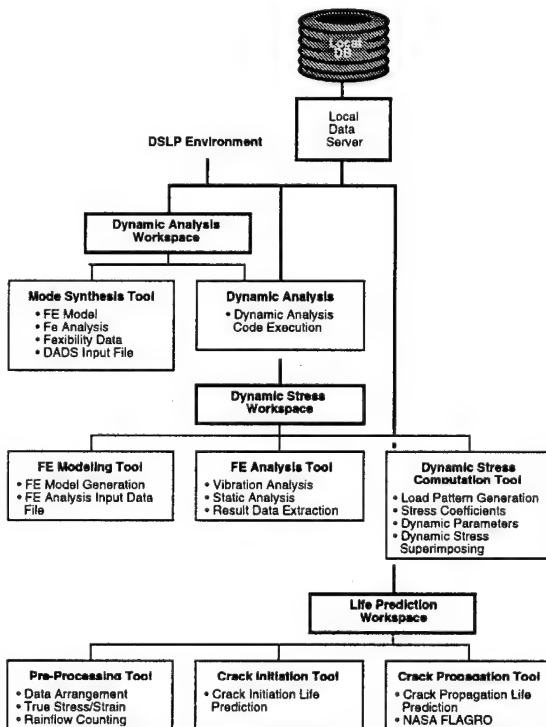 Local
DB
Local
Data
Server
DSLP Environment
Dynamic Analysis
Workspace
Mode Synthesis Tool
• FE Model
• Fe Analysis
• Fexibility Data
• DADS Input File
Dynamic Analysis
• Dynamic Analysis
Code Execution
Dynamic Stress
Workspace
FE Modeling Tool
• FE Model Generation
• FE Analysis Input Data
File
FE Analysis Tool
• Vibration Analysis
• Static Analysis
• Result Data Extraction
Dynamic Stress
Computation Tool
• Load Pattern Generation
• Stress Coefficients
• Dynamic Parameters
• Dynamic Stress
Superimposing
Life Prediction
Workspace
Pre-Processing Tool
• Data Arrangement
• True Stress/Strain
• Rainflow Counting
Crack Initiation Tool
• Crack Initiation Life
Prediction
Crack Propagation Tool
• Crack Propagation Life
Prediction
• NASA FLAGRO